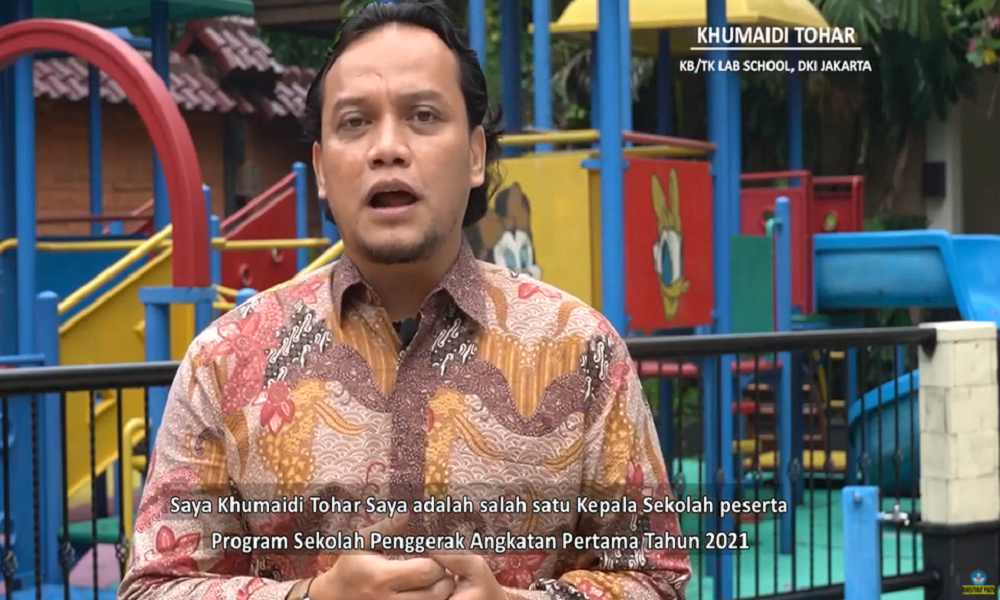 KHUMAIDI TOHAR
KB/TK LAB SCHOOL, DKI JAKARTA
Saya Khumaidi Tohar Saya adalah salah satu Kepala Sekolah peserta
Program Sekolah Penggerak Angkatan Pertama Tahun 2021